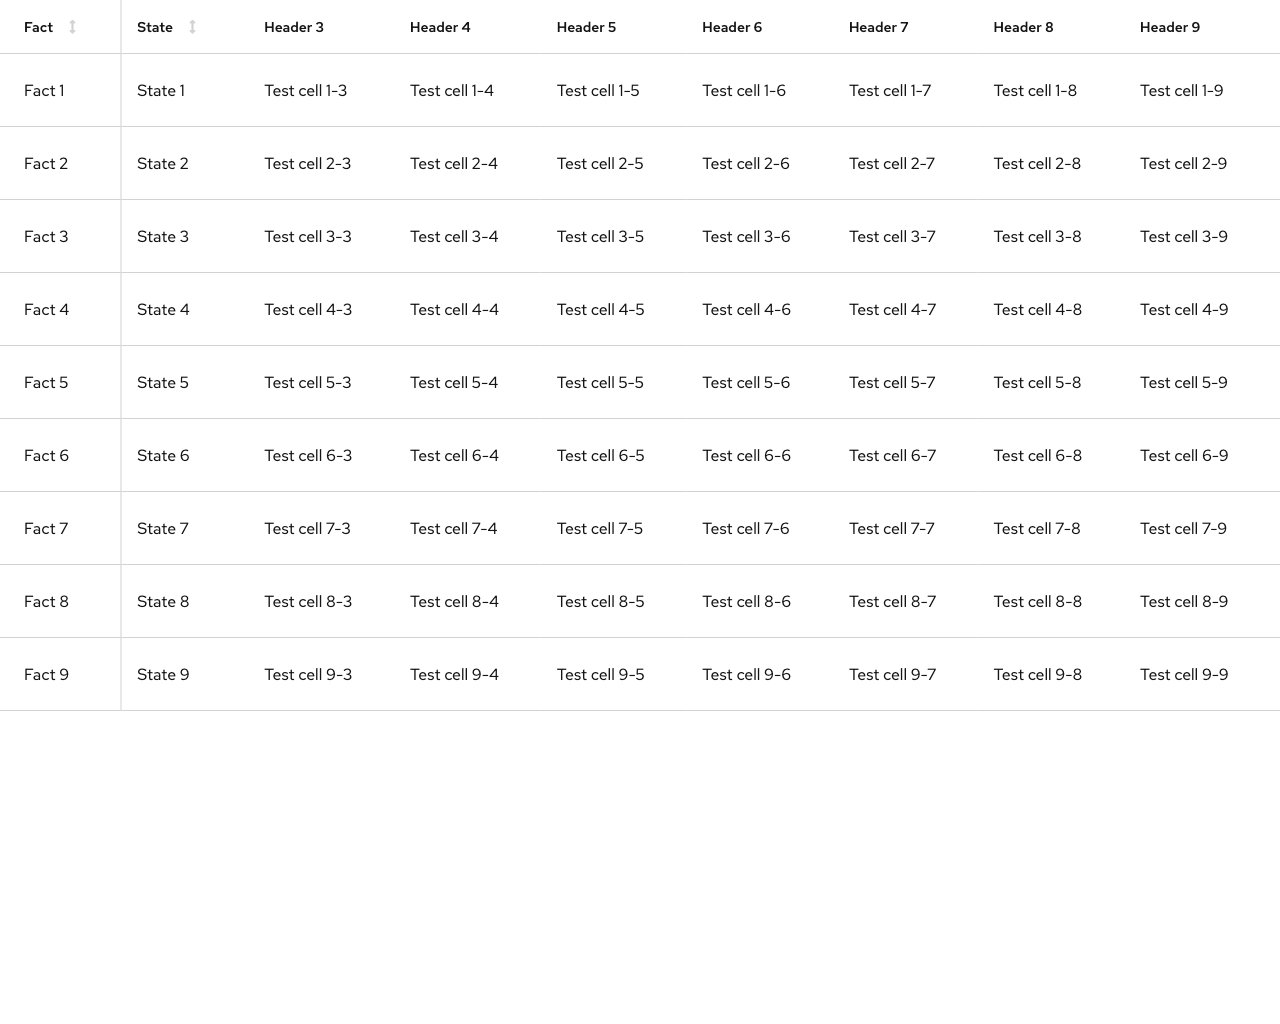 Fact State Header 3 Header 4 Header 5 Header 6 Header 7 Header 8 Header 9
Fact 1 State 1 Test cell 1-3 Test cell 1-4 Test cell 1-5 Test cell 1-6 Test cell 1-7 Test cell 1-8 Test cell 1-9
Fact 2 State 2 Test cell 2-3 Test cell 2-4 Test cell 2-5 Test cell 2-6 Test cell 2-7 Test cell 2-8 Test cell 2-9
Fact 3 State 3 Test cell 3-3 Test cell 3-4 Test cell 3-5 Test cell 3-6 Test cell 3-7 Test cell 3-8 Test cell 3-9
Fact 4 State 4 Test cell 4-3 Test cell 4-4 Test cell 4-5 Test cell 4-6 Test cell 4-7 Test cell 4-8 Test cell 4-9
Fact 5 State 5 Test cell 5-3 Test cell 5-4 Test cell 5-5 Test cell 5-6 Test cell 5-7 Test cell 5-8 Test cell 5-9
Fact 6 State 6 Test cell 6-3 Test cell 6-4 Test cell 6-5 Test cell 6-6 Test cell 6-7 Test cell 6-8 Test cell 6-9
Fact 7 State 7 Test cell 7-3 Test cell 7-4 Test cell 7-5 Test cell 7-6 Test cell 7-7 Test cell 7-8 Test cell 7-9
Fact 8 State 8 Test cell 8-3 Test cell 8-4 Test cell 8-5 Test cell 8-6 Test cell 8-7 Test cell 8-8 Test cell 8-9
Fact 9 State 9 Test cell 9-3 Test cell 9-4 Test cell 9-5 Test cell 9-6 Test cell 9-7 Test cell 9-8 Test cell 9-9